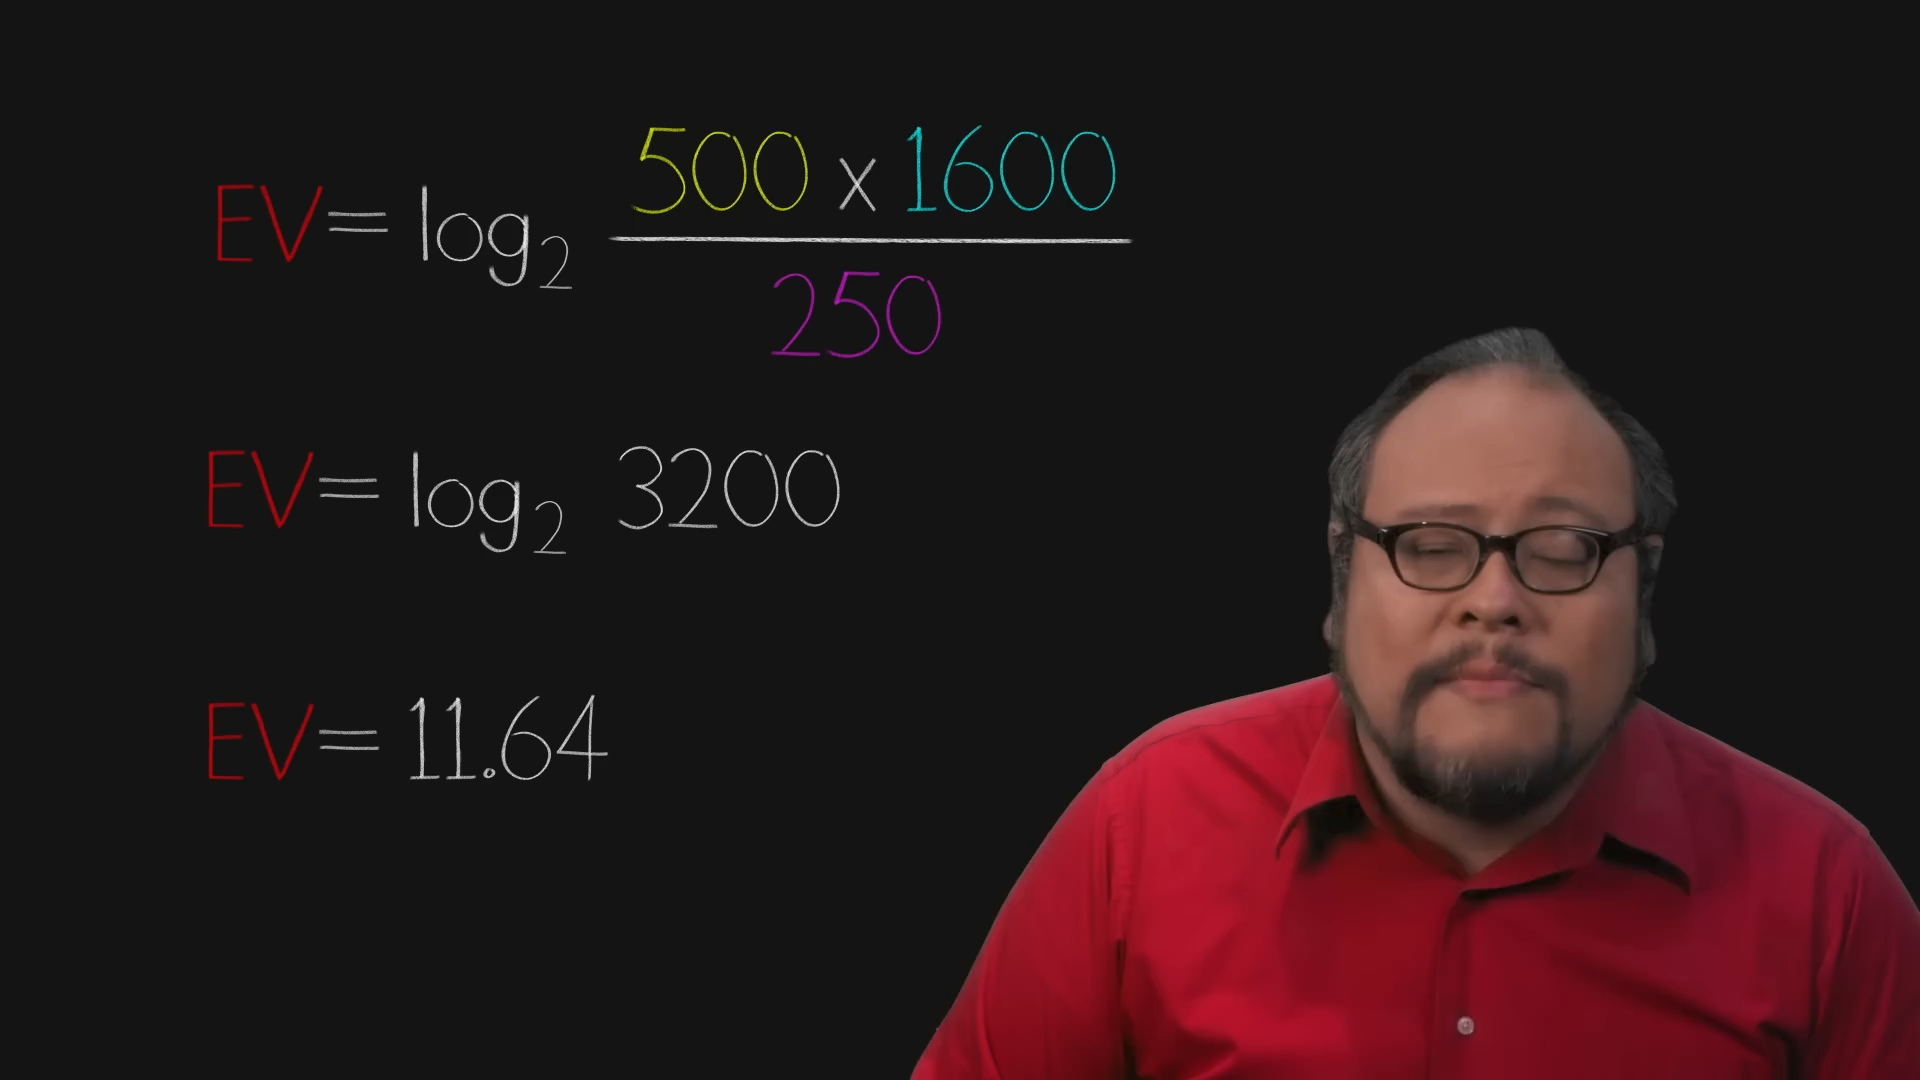 EV = log₂ 500 x 1600 / 250
EV = log₂ 3200
EV = 11.64